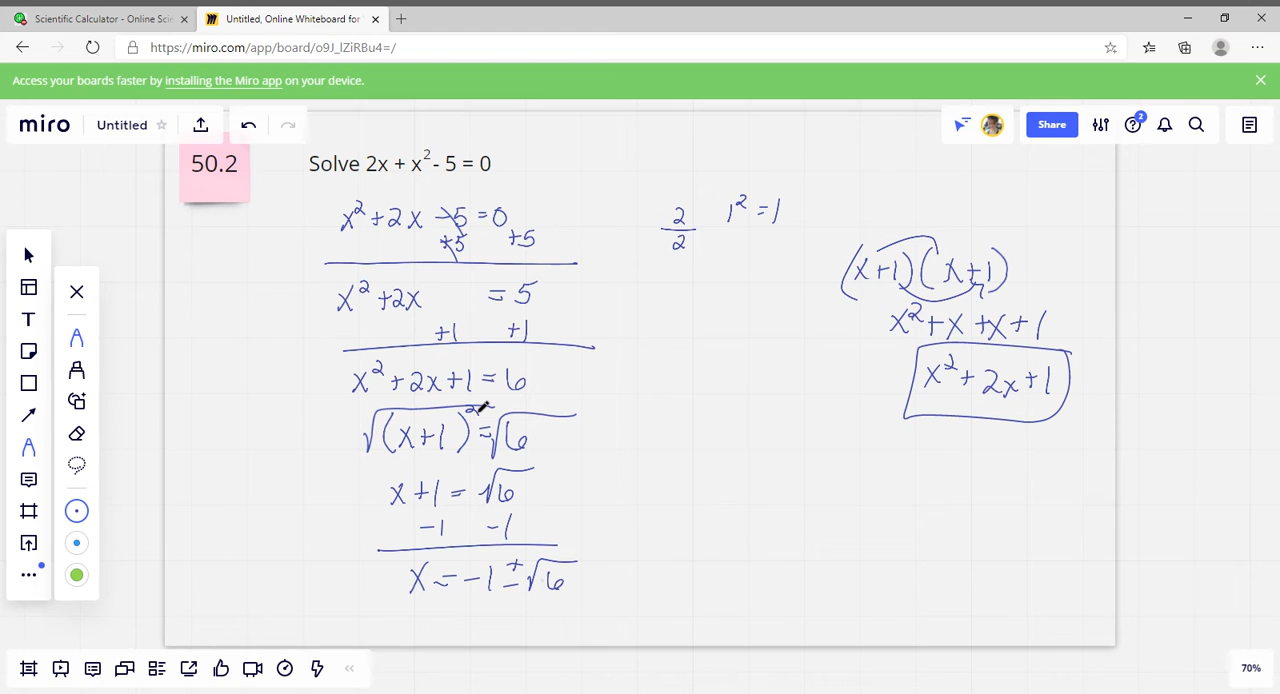 Scientific Calculator - Online Scie
Untitled, Online Whiteboard for
https://miro.com/app/board/o9J_lZiRBu4=/
Access your boards faster by installing the Miro app on your device.
miro Untitled Share 2
50.2 Solve 2x + x² - 5 = 0
x² + 2x - 5 = 0
+5 +5
x² + 2x = 5
+1 +1
x² + 2x + 1 = 6
√(x+1)² = √6
x + 1 = √6
-1 -1
x = -1 ± √6
2/2 1² = 1
(x+1)(x+1)
x² + x + x + 1
x² + 2x + 1
T
70%